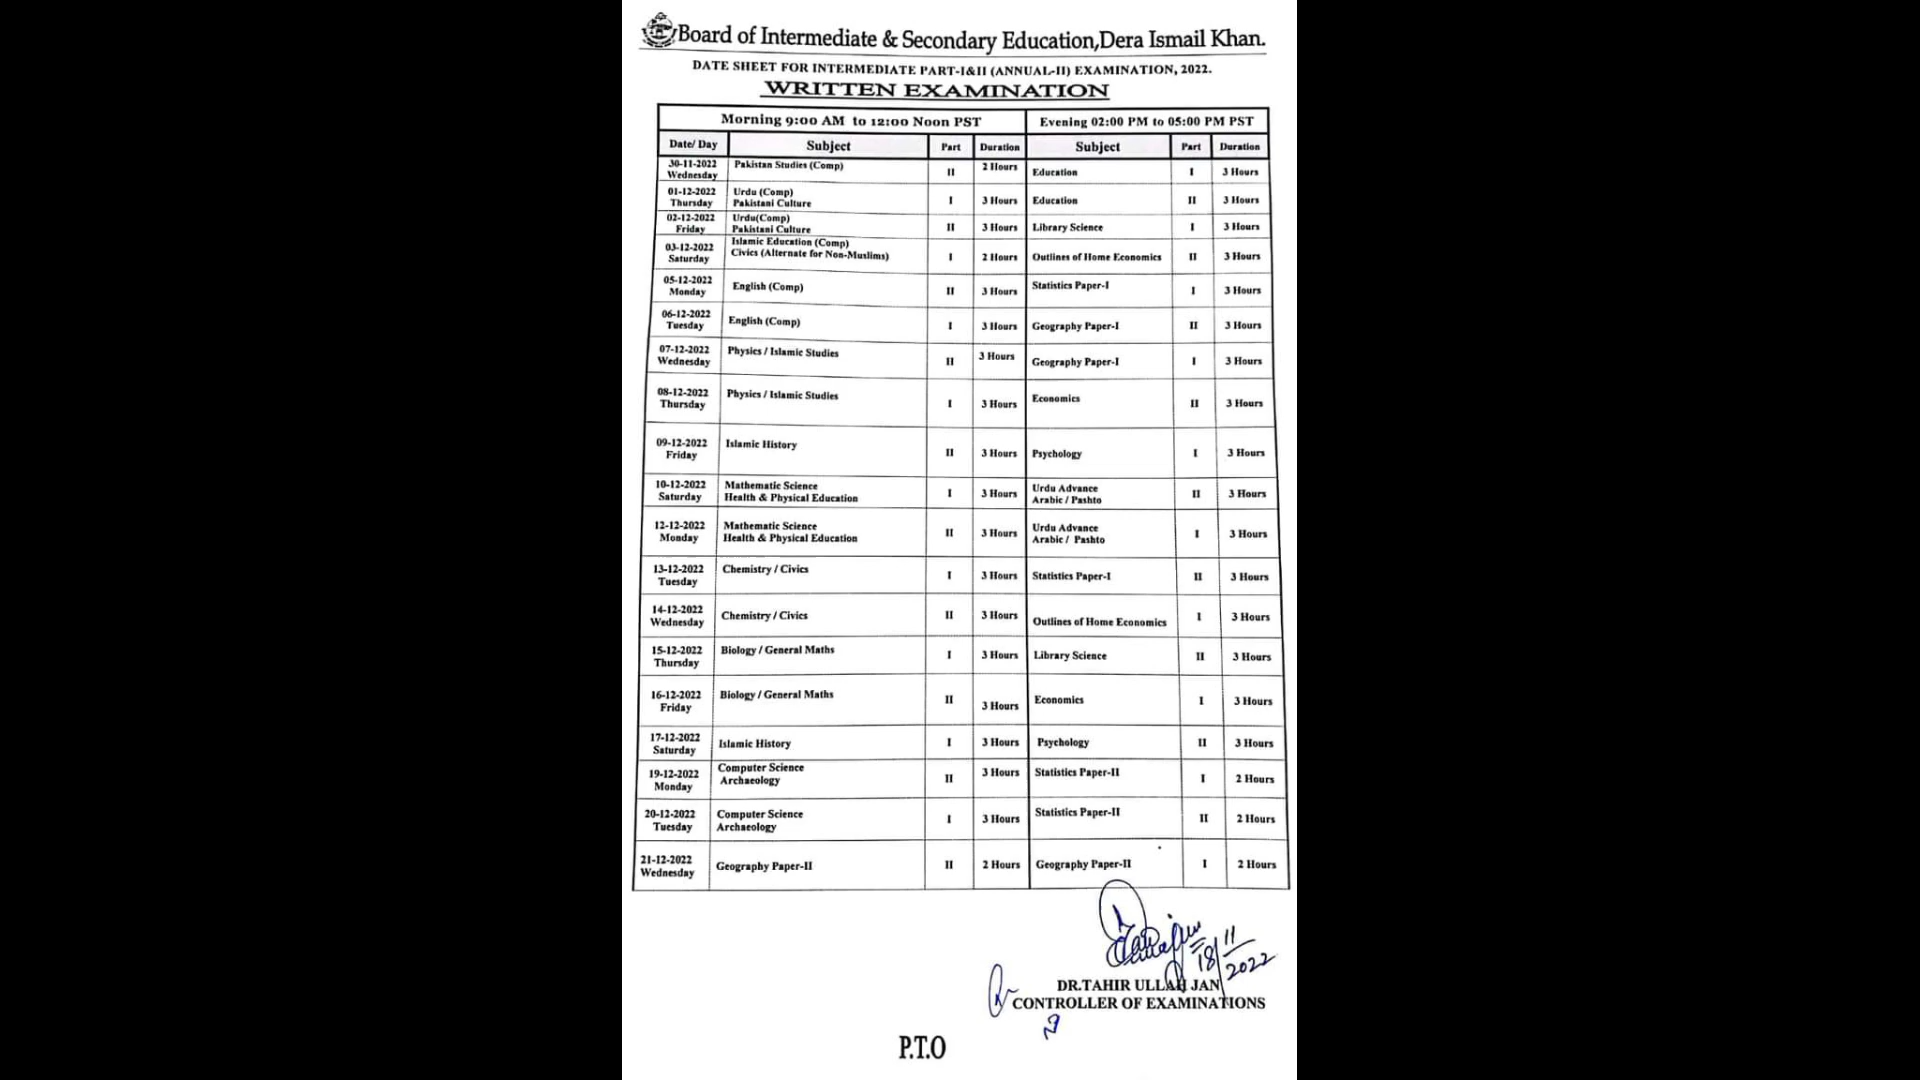 Board of Intermediate & Secondary Education,Dera Ismail Khan.
DATE SHEET FOR INTERMEDIATE PART-I&II (ANNUAL-II) EXAMINATION, 2022.
WRITTEN EXAMINATION
Morning 9:00 AM to 12:00 Noon PST Evening 02:00 PM to 05:00 PM PST
Date/ Day Subject Part Duration Subject Part Duration
30-11-2022 Pakistan Studies (Comp) 2 Hours
Wednesday II Education I 3 Hours
01-12-2022 Urdu (Comp)
Thursday Pakistani Culture I 3 Hours Education II 3 Hours
02-12-2022 Urdu(Comp)
Friday Pakistani Culture II 3 Hours Library Science I 3 Hours
03-12-2022 Islamic Education (Comp)
Saturday Civics (Alternate for Non-Muslims) I 2 Hours Outlines of Home Economics II 3 Hours
05-12-2022 English (Comp) II 3 Hours Statistics Paper-I I 3 Hours
Monday
06-12-2022 English (Comp) I 3 Hours Geography Paper-I II 3 Hours
Tuesday
07-12-2022 Physics / Islamic Studies II 3 Hours Geography Paper-I I 3 Hours
Wednesday
08-12-2022 Physics / Islamic Studies I 3 Hours Economics II 3 Hours
Thursday
09-12-2022 Islamic History II 3 Hours Psychology I 3 Hours
Friday
10-12-2022 Mathematic Science I 3 Hours Urdu Advance II 3 Hours
Saturday Health & Physical Education Arabic / Pashto
12-12-2022 Mathematic Science II 3 Hours Urdu Advance I 3 Hours
Monday Health & Physical Education Arabic / Pashto
13-12-2022 Chemistry / Civics I 3 Hours Statistics Paper-I II 3 Hours
Tuesday
14-12-2022 Chemistry / Civics II 3 Hours Outlines of Home Economics I 3 Hours
Wednesday
15-12-2022 Biology / General Maths I 3 Hours Library Science II 3 Hours
Thursday
16-12-2022 Biology / General Maths II 3 Hours Economics I 3 Hours
Friday
17-12-2022 Islamic History I 3 Hours Psychology II 3 Hours
Saturday
19-12-2022 Computer Science II 3 Hours Statistics Paper-II I 2 Hours
Monday Archaeology
20-12-2022 Computer Science I 3 Hours Statistics Paper-II II 2 Hours
Tuesday Archaeology
21-12-2022 Geography Paper-II II 2 Hours Geography Paper-II I 2 Hours
Wednesday
18/11
2022
DR.TAHIR ULLAH JAN
CONTROLLER OF EXAMINATIONS
P.T.O